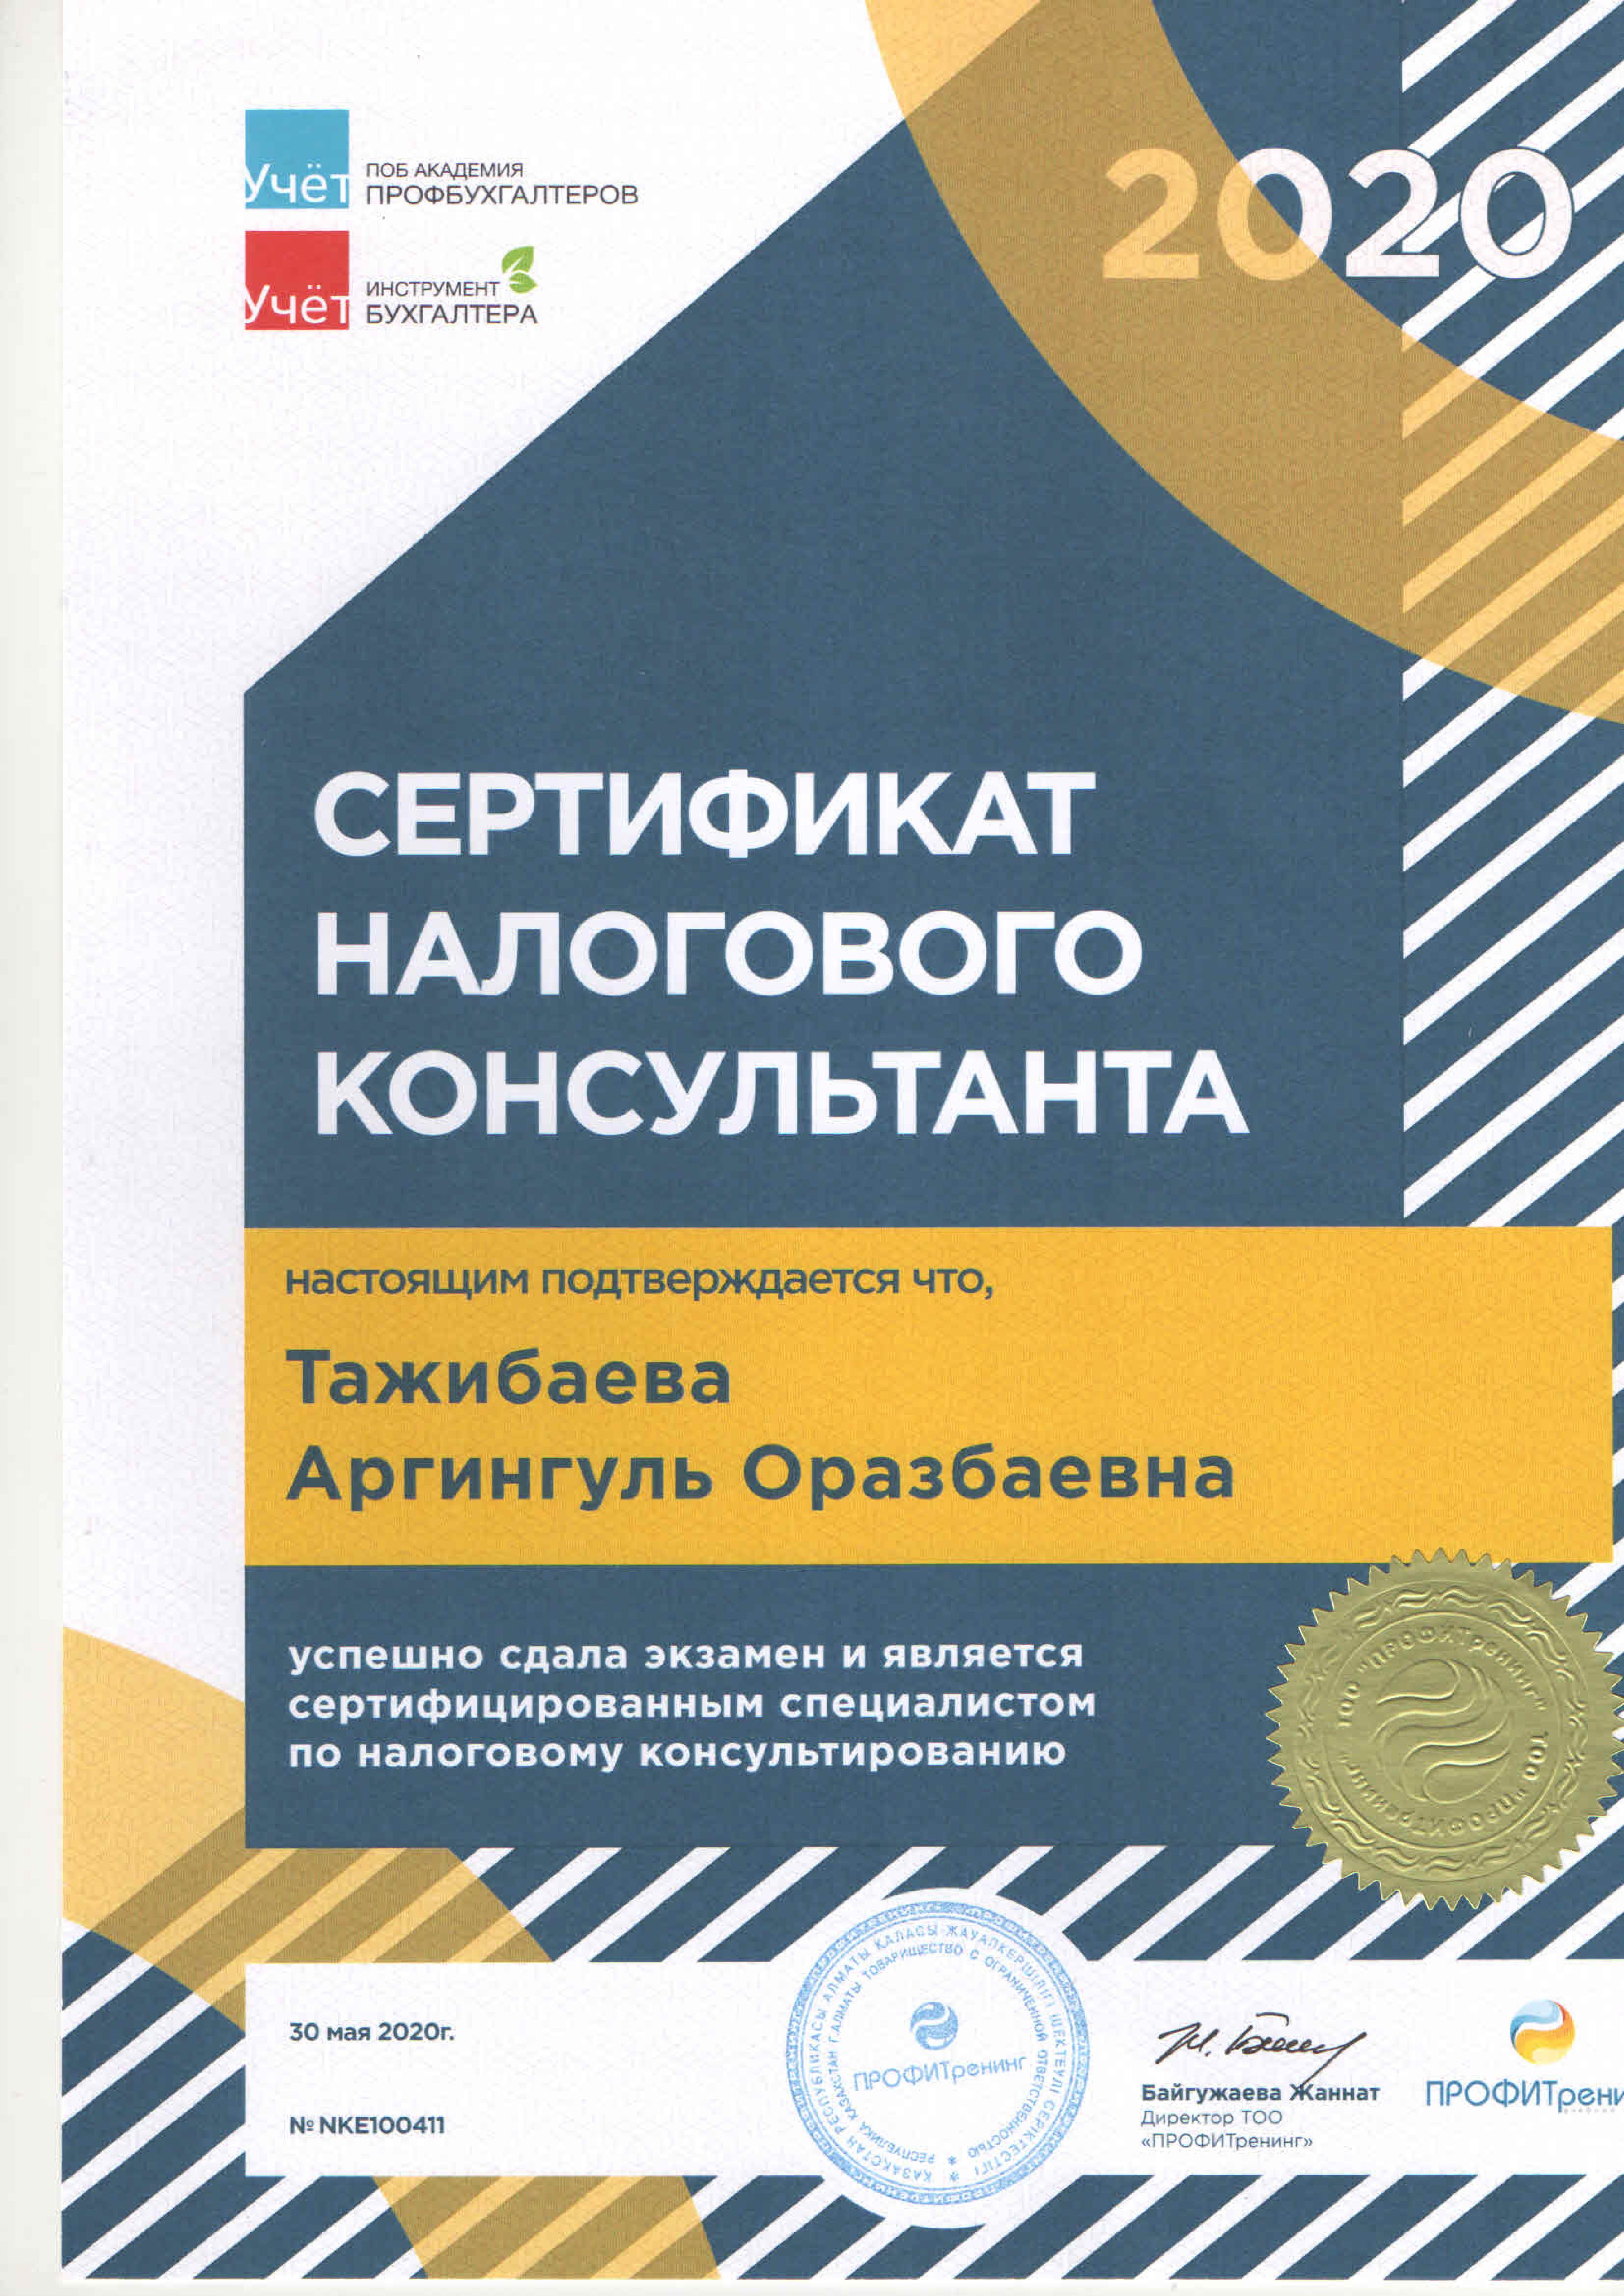 Учёт
ПОБ АКАДЕМИЯ
ПРОФБУХГАЛТЕРОВ
Учёт
ИНСТРУМЕНТ
БУХГАЛТЕРА
2020
СЕРТИФИКАТ
НАЛОГОВОГО
КОНСУЛЬТАНТА
настоящим подтверждается что,
Тажибаева
Аргингуль Оразбаевна
успешно сдала экзамен и является
сертифицированным специалистом
по налоговому консультированию
ТОО "ПРОФИТренинг" ТОО "ПРОФИТренинг"
30 мая 2020г.
№ NKE100411
ҚАЗАҚСТАН РЕСПУБЛИКАСЫ АЛМАТЫ ҚАЛАСЫ ЖАУАПКЕРШІЛІГІ ШЕКТЕУЛІ СЕРІКТЕСТІГІ
РЕСПУБЛИКА КАЗАХСТАН Г.АЛМАТЫ ТОВАРИЩЕСТВО С ОГРАНИЧЕННОЙ ОТВЕТСТВЕННОСТЬЮ
ПРОФИТренинг
Байгужаева Жаннат
Директор ТОО
«ПРОФИТренинг»
ПРОФИТрени